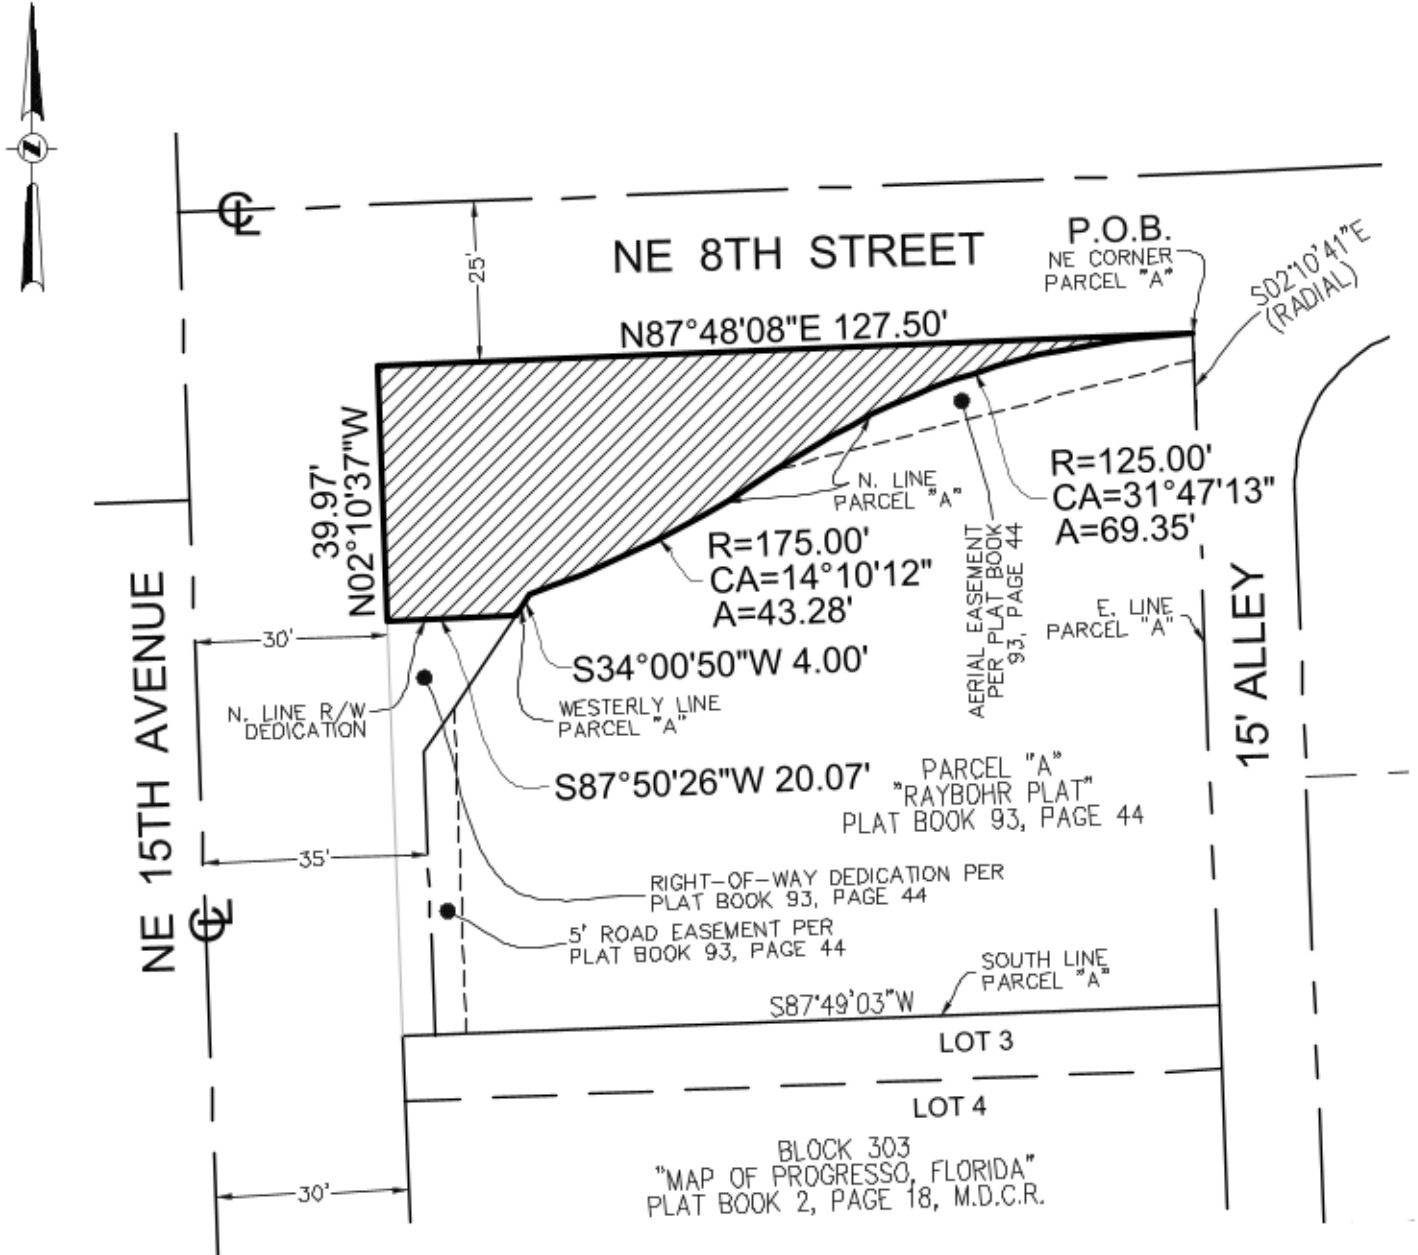 Z
CL
25'
NE 8TH STREET
P.O.B.
NE CORNER
PARCEL "A"
S02°10'41"E
(RADIAL)
N87°48'08"E 127.50'
39.97'
N02°10'37"W
N. LINE
PARCEL "A"
R=125.00'
CA=31°47'13"
A=69.35'
R=175.00'
CA=14°10'12"
A=43.28'
AERIAL EASEMENT
PER PLAT BOOK
93, PAGE 44
E. LINE
PARCEL "A"
15' ALLEY
30'
S34°00'50"W 4.00'
N. LINE R/W
DEDICATION
WESTERLY LINE
PARCEL "A"
NE 15TH AVENUE
S87°50'26"W 20.07'
PARCEL "A"
"RAYBOHR PLAT"
PLAT BOOK 93, PAGE 44
35'
RIGHT-OF-WAY DEDICATION PER
PLAT BOOK 93, PAGE 44
CL
5' ROAD EASEMENT PER
PLAT BOOK 93, PAGE 44
SOUTH LINE
PARCEL "A"
S87°49'03"W
LOT 3
LOT 4
BLOCK 303
"MAP OF PROGRESSO, FLORIDA"
PLAT BOOK 2, PAGE 18, M.D.C.R.
30'